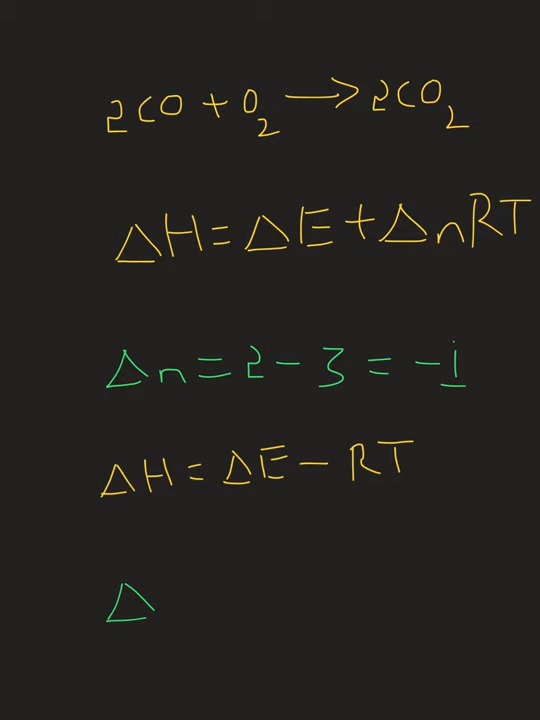 2CO + O₂ ⟶ 2CO₂
ΔH = ΔE + ΔnRT
Δn = 2 - 3 = -1
ΔH = ΔE - RT
Δ